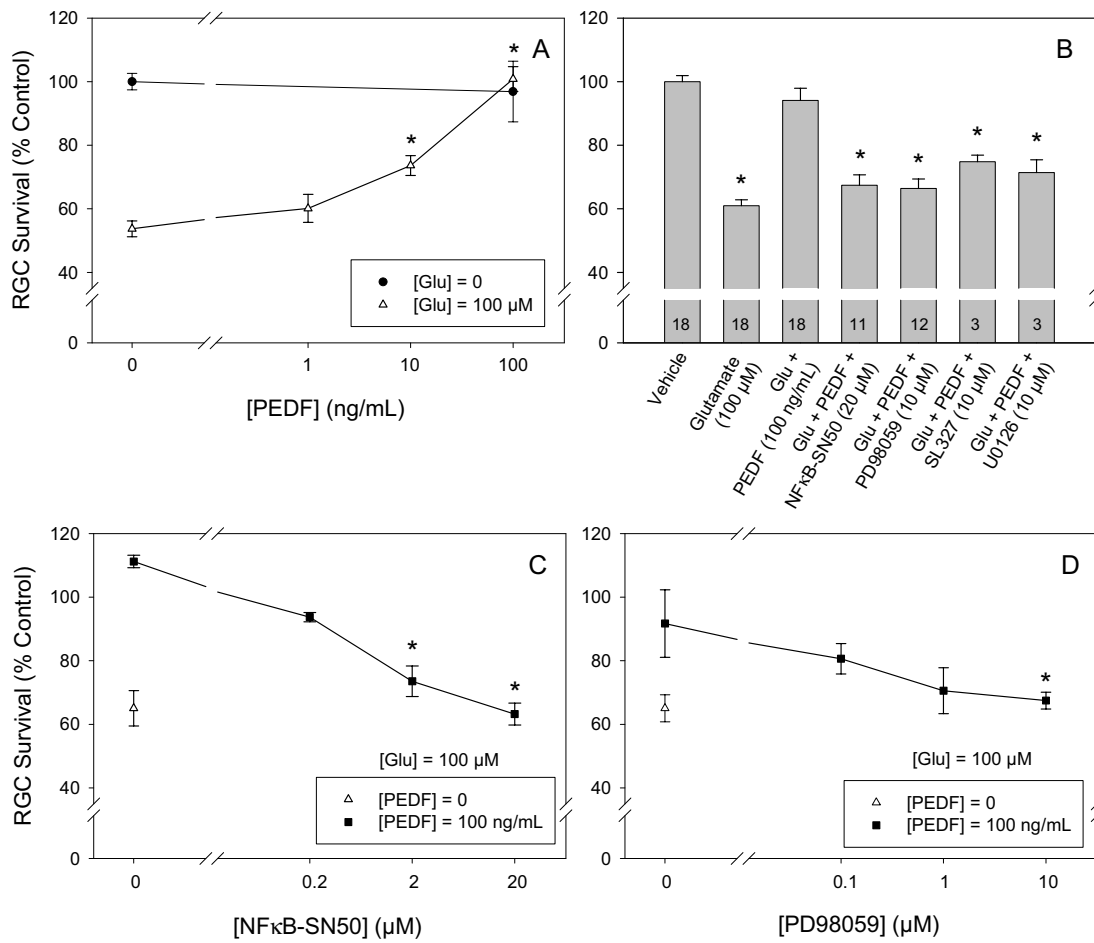 A
RGC Survival (% Control)
120
100
80
60
40
0
*
*
[Glu] = 0
[Glu] = 100 µM
0
1
10
100
[PEDF] (ng/mL)
B
120
100
80
60
40
0
*
*
*
*
*
18
18
18
11
12
3
3
Vehicle
Glutamate
(100 µM)
Glu +
PEDF (100 ng/mL)
Glu + PEDF +
NFκB-SN50 (20 µM)
Glu + PEDF +
PD98059 (10 µM)
Glu + PEDF +
SL327 (10 µM)
Glu + PEDF +
U0126 (10 µM)
C
RGC Survival (% Control)
120
100
80
60
40
0
*
*
[Glu] = 100 µM
[PEDF] = 0
[PEDF] = 100 ng/mL
0
0.2
2
20
[NFκB-SN50] (µM)
D
120
100
80
60
40
0
*
[Glu] = 100 µM
[PEDF] = 0
[PEDF] = 100 ng/mL
0
0.1
1
10
[PD98059] (µM)